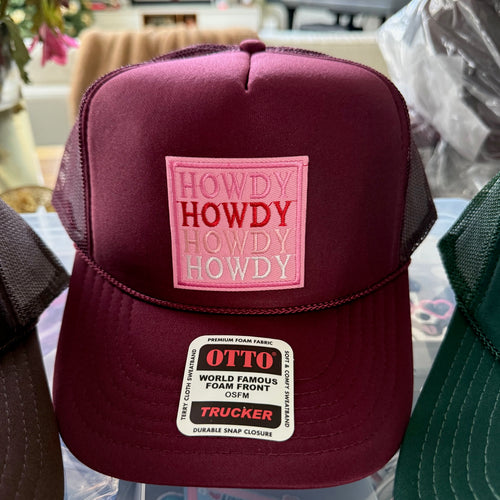 HOWDY
HOWDY
HOWDY
HOWDY
PREMIUM FOAM FABRIC
OTTO
WORLD FAMOUS
FOAM FRONT
OSFM
TRUCKER
DURABLE SNAP CLOSURE
TERRY CLOTH SWEATBAND
SOFT & COMFY SWEATBAND